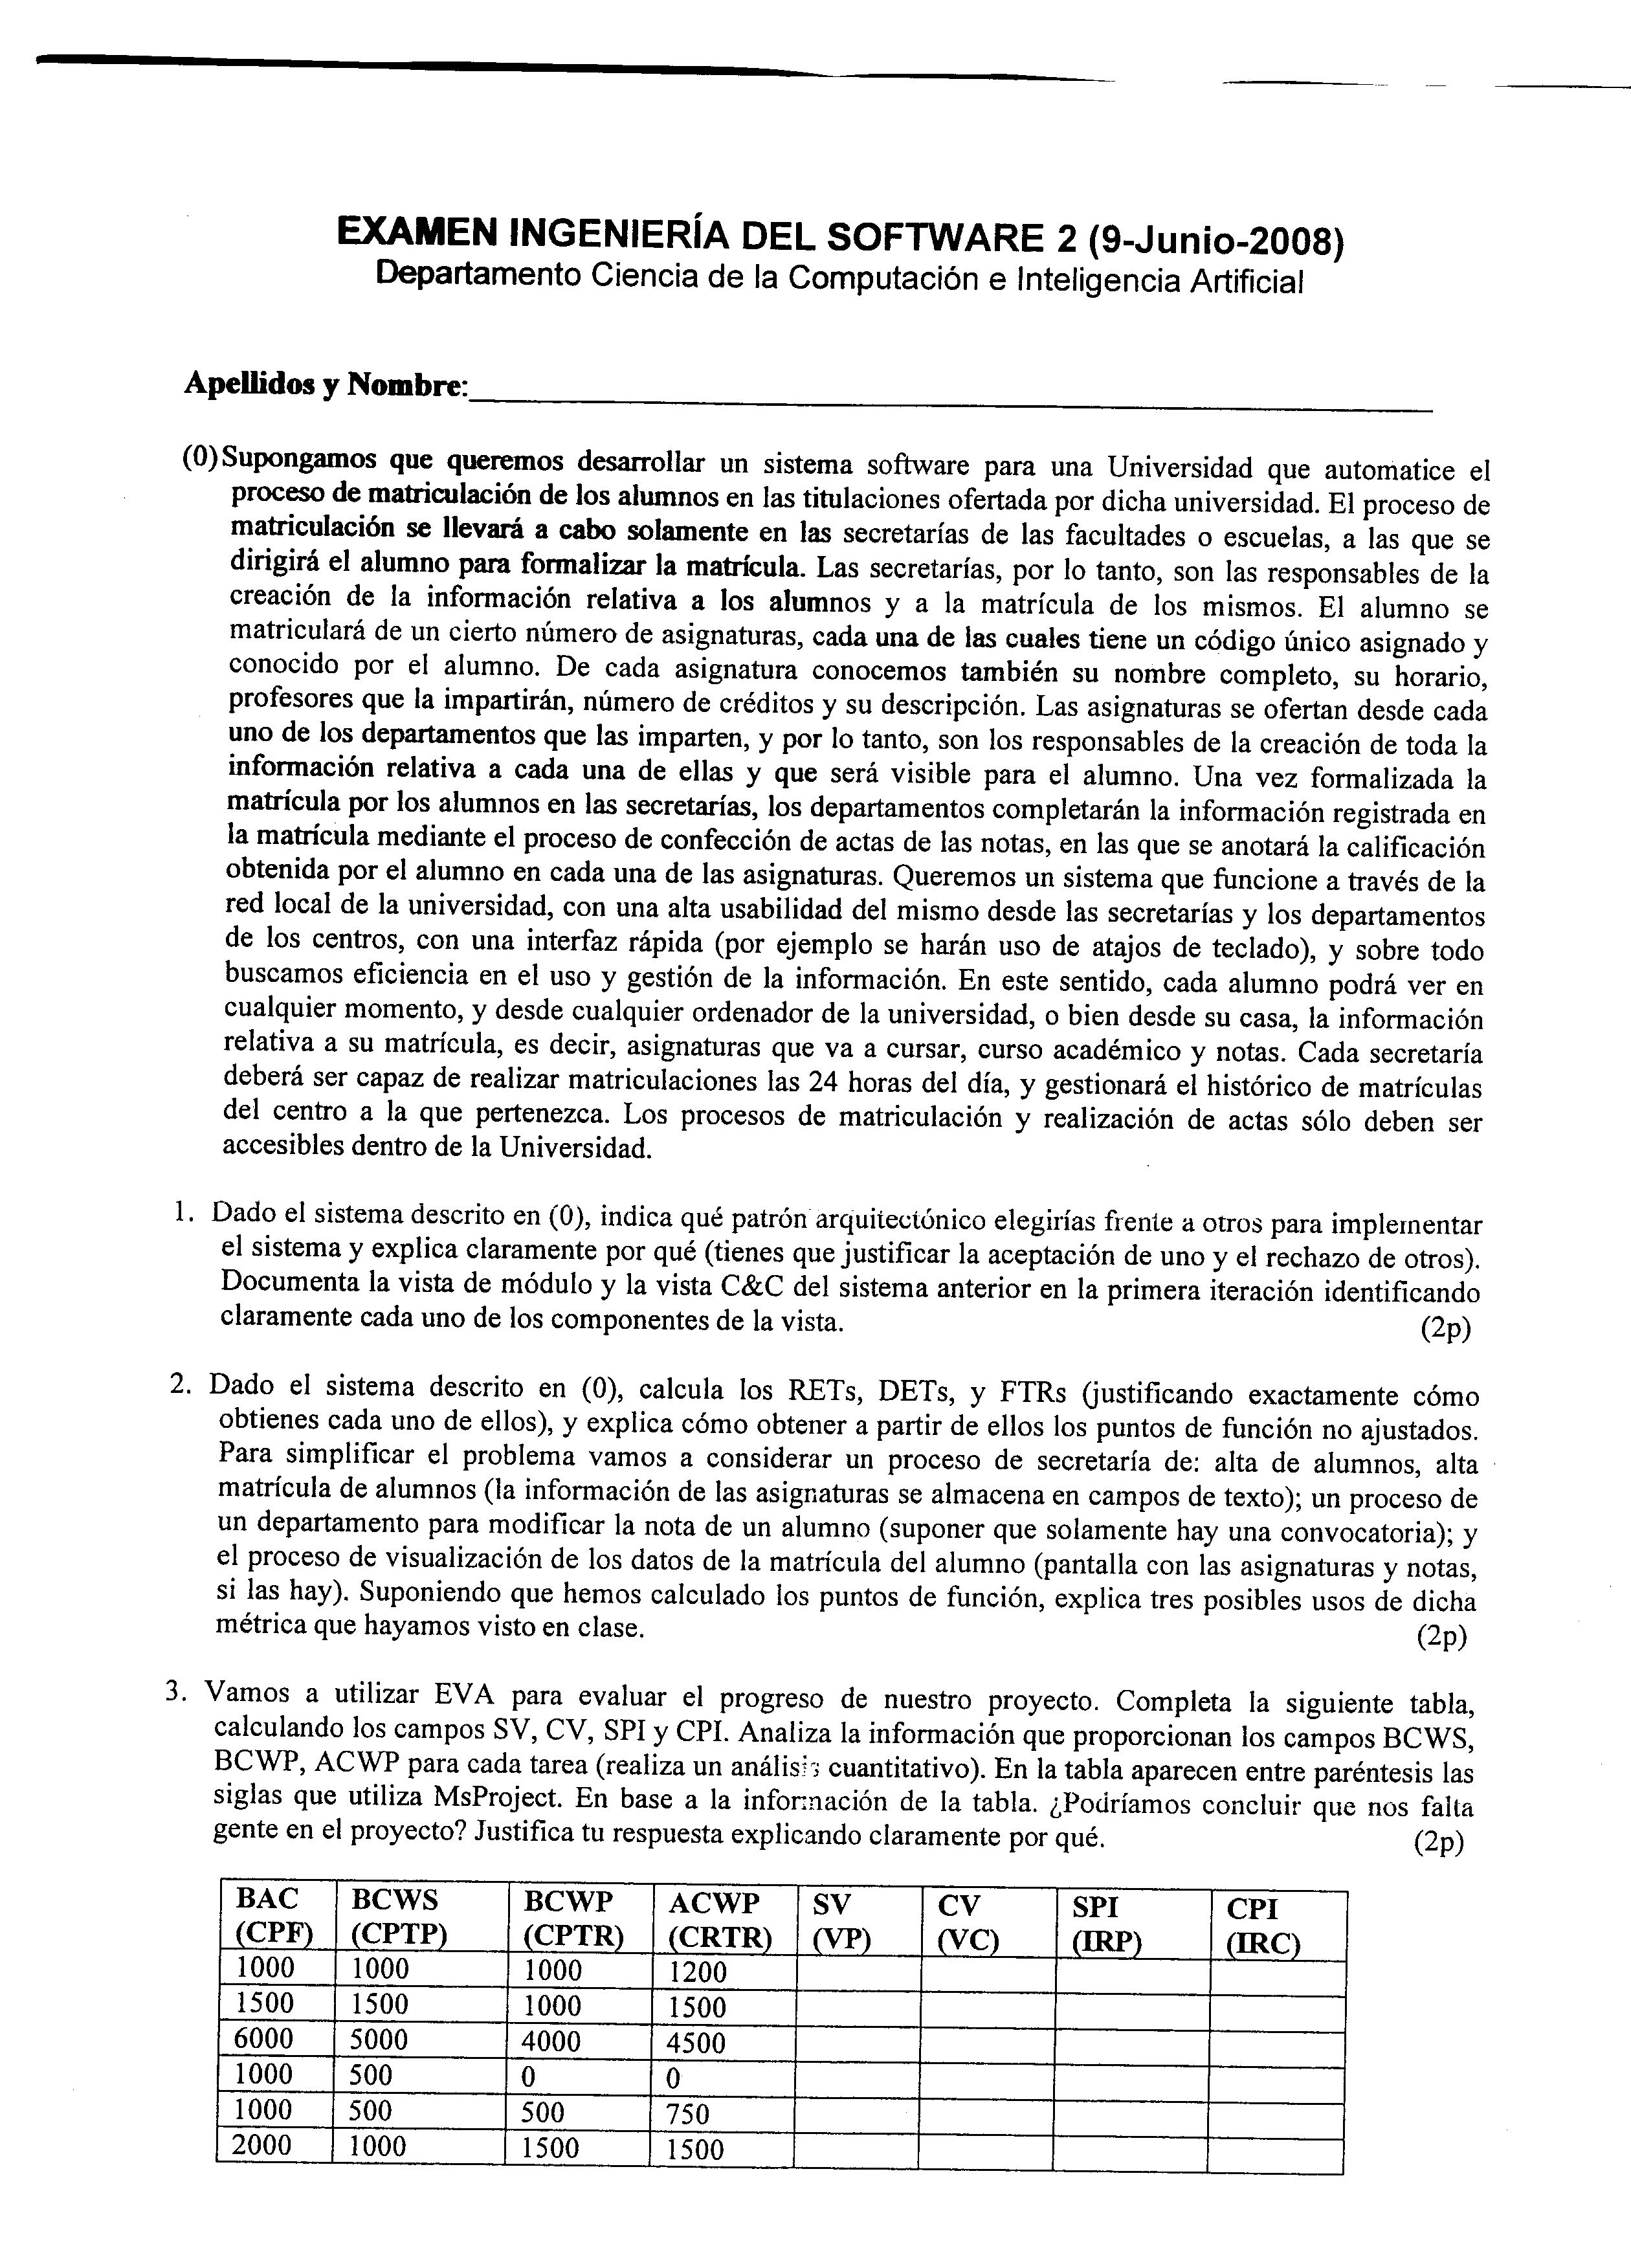 EXAMEN INGENIERÍA DEL SOFTWARE 2 (9-Junio-2008)
Departamento Ciencia de la Computación e Inteligencia Artificial
Apellidos y Nombre:
(0) Supongamos que queremos desarrollar un sistema software para una Universidad que automatice el
proceso de matriculación de los alumnos en las titulaciones ofertada por dicha universidad. El proceso de
matriculación se llevará a cabo solamente en las secretarías de las facultades o escuelas, a las que se
dirigirá el alumno para formalizar la matrícula. Las secretarías, por lo tanto, son las responsables de la
creación de la información relativa a los alumnos y a la matrícula de los mismos. El alumno se
matriculará de un cierto número de asignaturas, cada una de las cuales tiene un código único asignado y
conocido por el alumno. De cada asignatura conocemos también su nombre completo, su horario,
profesores que la impartirán, número de créditos y su descripción. Las asignaturas se ofertan desde cada
uno de los departamentos que las imparten, y por lo tanto, son los responsables de la creación de toda la
información relativa a cada una de ellas y que será visible para el alumno. Una vez formalizada la
matrícula por los alumnos en las secretarías, los departamentos completarán la información registrada en
la matrícula mediante el proceso de confección de actas de las notas, en las que se anotará la calificación
obtenida por el alumno en cada una de las asignaturas. Queremos un sistema que funcione a través de la
red local de la universidad, con una alta usabilidad del mismo desde las secretarías y los departamentos
de los centros, con una interfaz rápida (por ejemplo se harán uso de atajos de teclado), y sobre todo
buscamos eficiencia en el uso y gestión de la información. En este sentido, cada alumno podrá ver en
cualquier momento, y desde cualquier ordenador de la universidad, o bien desde su casa, la información
relativa a su matrícula, es decir, asignaturas que va a cursar, curso académico y notas. Cada secretaría
deberá ser capaz de realizar matriculaciones las 24 horas del día, y gestionará el histórico de matrículas
del centro a la que pertenezca. Los procesos de matriculación y realización de actas sólo deben ser
accesibles dentro de la Universidad.
1. Dado el sistema descrito en (0), indica qué patrón arquitectónico elegirías frente a otros para implementar
el sistema y explica claramente por qué (tienes que justificar la aceptación de uno y el rechazo de otros).
Documenta la vista de módulo y la vista C&C del sistema anterior en la primera iteración identificando
claramente cada uno de los componentes de la vista. (2p)
2. Dado el sistema descrito en (0), calcula los RETs, DETs, y FTRs (justificando exactamente cómo
obtienes cada uno de ellos), y explica cómo obtener a partir de ellos los puntos de función no ajustados.
Para simplificar el problema vamos a considerar un proceso de secretaría de: alta de alumnos, alta
matrícula de alumnos (la información de las asignaturas se almacena en campos de texto); un proceso de
un departamento para modificar la nota de un alumno (suponer que solamente hay una convocatoria); y
el proceso de visualización de los datos de la matrícula del alumno (pantalla con las asignaturas y notas,
si las hay). Suponiendo que hemos calculado los puntos de función, explica tres posibles usos de dicha
métrica que hayamos visto en clase. (2p)
3. Vamos a utilizar EVA para evaluar el progreso de nuestro proyecto. Completa la siguiente tabla,
calculando los campos SV, CV, SPI y CPI. Analiza la información que proporcionan los campos BCWS,
BCWP, ACWP para cada tarea (realiza un análisis cuantitativo). En la tabla aparecen entre paréntesis las
siglas que utiliza MsProject. En base a la información de la tabla. ¿Podríamos concluir que nos falta
gente en el proyecto? Justifica tu respuesta explicando claramente por qué. (2p)
BAC BCWS BCWP ACWP SV CV SPI CPI
(CPF) (CPTP) (CPTR) (CRTR) (VP) (VC) (IRP) (IRC)
1000 1000 1000 1200
1500 1500 1000 1500
6000 5000 4000 4500
1000 500 0 0
1000 500 500 750
2000 1000 1500 1500